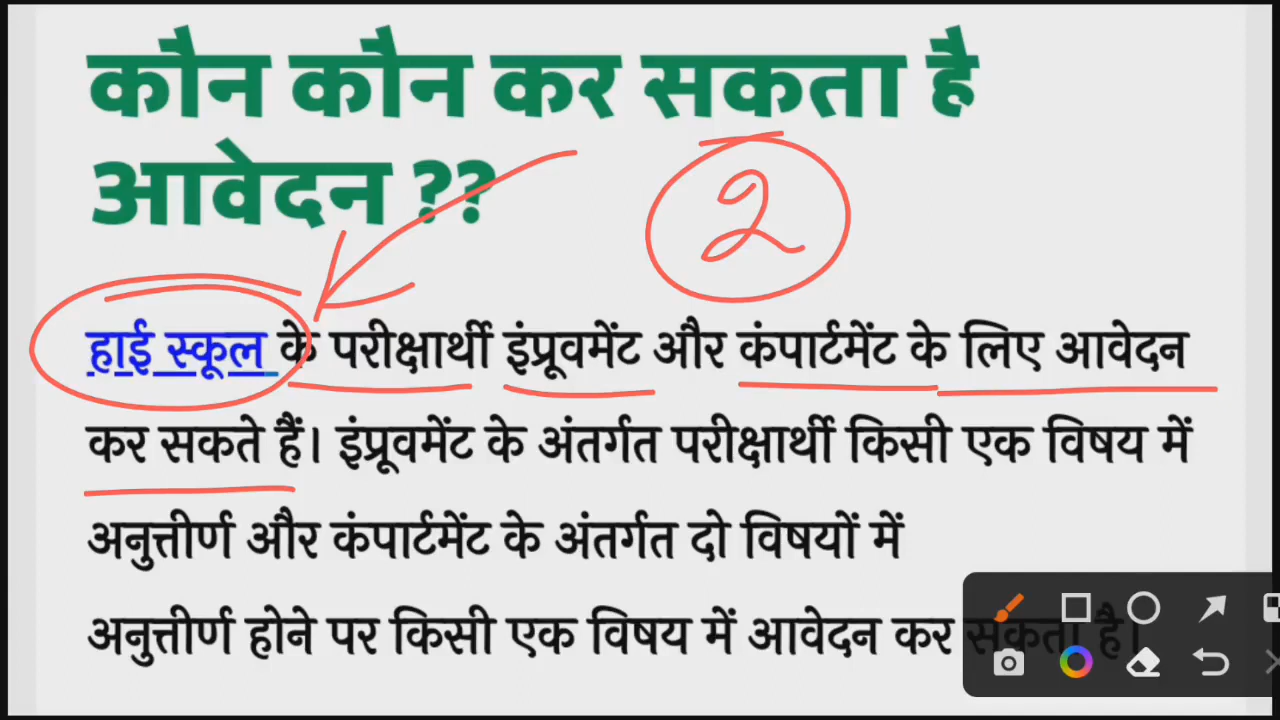 कौन कौन कर सकता है
आवेदन ??
2
हाई स्कूल के परीक्षार्थी इंप्रूवमेंट और कंपार्टमेंट के लिए आवेदन
कर सकते हैं। इंप्रूवमेंट के अंतर्गत परीक्षार्थी किसी एक विषय में
अनुत्तीर्ण और कंपार्टमेंट के अंतर्गत दो विषयों में
अनुत्तीर्ण होने पर किसी एक विषय में आवेदन कर सकता है।